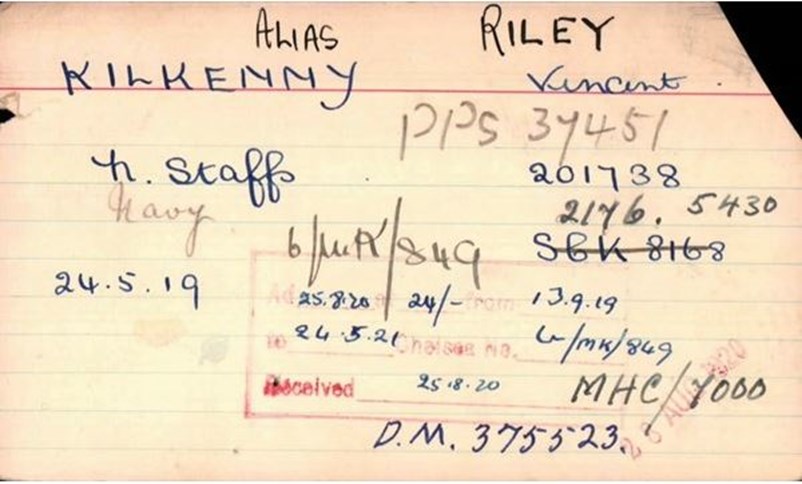 ALIAS RILEY
KILKENNY Vincent.
PPS 37451
N. Staffs 201738
Navy 2176. 5430
6/MK/849 SBK 8168
24.5.19 25.8.20 24/- from 13.9.19
to 24.5.21 Chelsea No. 6/MK/849
Received 25.8.20 MHC/7000
D.M. 375523.